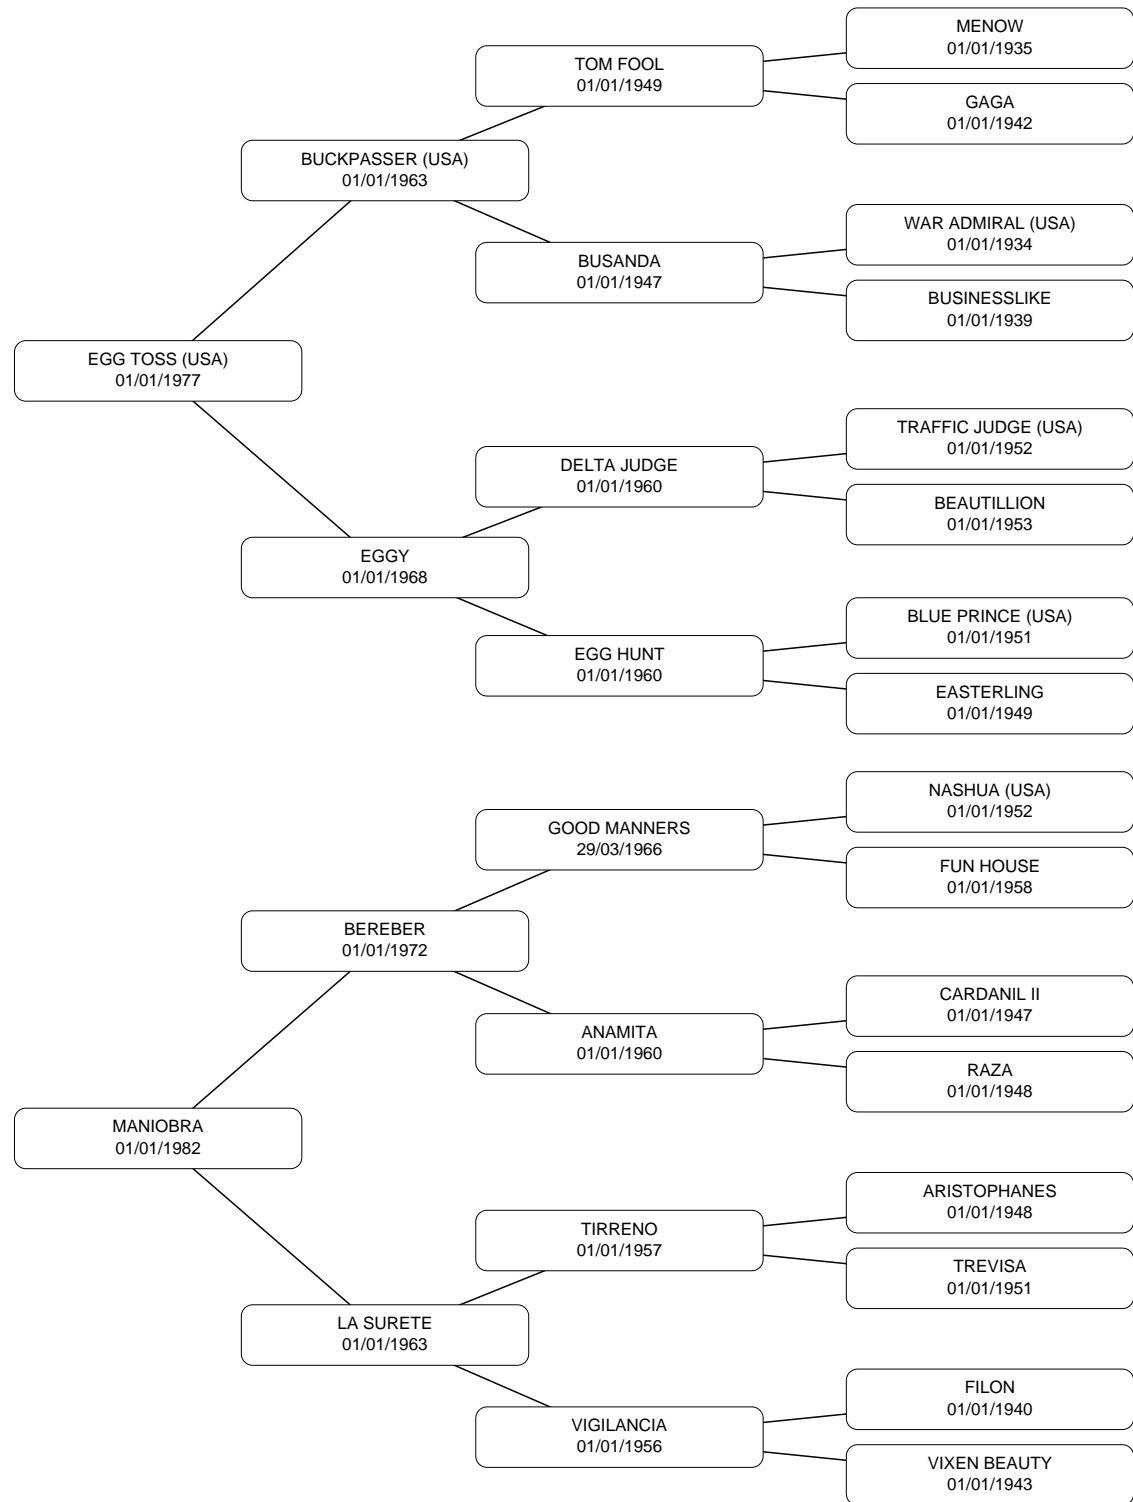 MENOW
01/01/1935
TOM FOOL
01/01/1949
GAGA
01/01/1942
BUCKPASSER (USA)
01/01/1963
WAR ADMIRAL (USA)
01/01/1934
BUSANDA
01/01/1947
BUSINESSLIKE
01/01/1939
EGG TOSS (USA)
01/01/1977
TRAFFIC JUDGE (USA)
01/01/1952
DELTA JUDGE
01/01/1960
BEAUTILLION
01/01/1953
EGGY
01/01/1968
BLUE PRINCE (USA)
01/01/1951
EGG HUNT
01/01/1960
EASTERLING
01/01/1949
NASHUA (USA)
01/01/1952
GOOD MANNERS
29/03/1966
FUN HOUSE
01/01/1958
BEREBER
01/01/1972
CARDANIL II
01/01/1947
ANAMITA
01/01/1960
RAZA
01/01/1948
MANIOBRA
01/01/1982
ARISTOPHANES
01/01/1948
TIRRENO
01/01/1957
TREVISA
01/01/1951
LA SURETE
01/01/1963
FILON
01/01/1940
VIGILANCIA
01/01/1956
VIXEN BEAUTY
01/01/1943